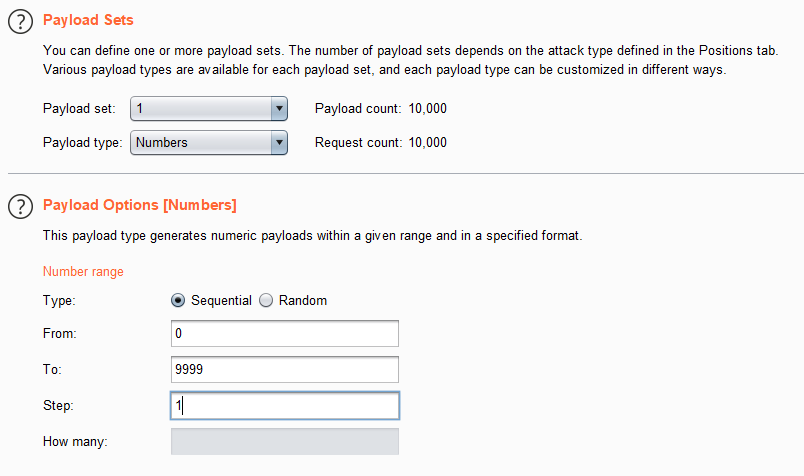 Payload Sets
You can define one or more payload sets. The number of payload sets depends on the attack type defined in the Positions tab.
Various payload types are available for each payload set, and each payload type can be customized in different ways.
Payload set: 1 Payload count: 10,000
Payload type: Numbers Request count: 10,000
Payload Options [Numbers]
This payload type generates numeric payloads within a given range and in a specified format.
Number range
Type: Sequential Random
From: 0
To: 9999
Step: 1
How many: